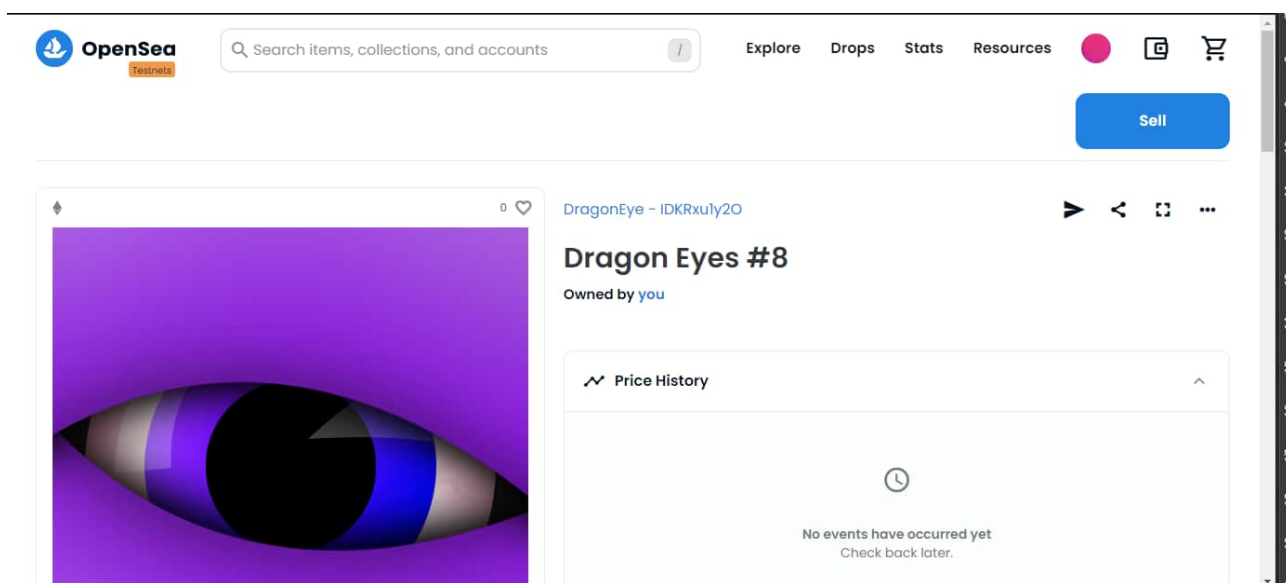 OpenSea
Testnets
Search items, collections, and accounts
/
Explore
Drops
Stats
Resources
Sell
0
DragonEye - IDKRxu1y2O
Dragon Eyes #8
Owned by you
Price History
No events have occurred yet
Check back later.